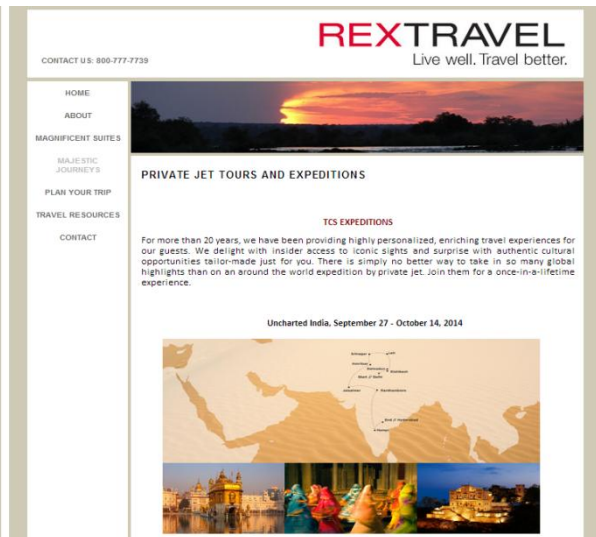 REXTRAVEL
Live well. Travel better.
CONTACT US: 800-777-7739
HOME
ABOUT
MAGNIFICENT SUITES
MAJESTIC
JOURNEYS
PLAN YOUR TRIP
TRAVEL RESOURCES
CONTACT
PRIVATE JET TOURS AND EXPEDITIONS
TCS EXPEDITIONS
For more than 20 years, we have been providing highly personalized, enriching travel experiences for
our guests. We delight with insider access to iconic sights and surprise with authentic cultural
opportunities tailor-made just for you. There is simply no better way to take in so many global
highlights than on an around the world expedition by private jet. Join them for a once-in-a-lifetime
experience.
Uncharted India, September 27 - October 14, 2014